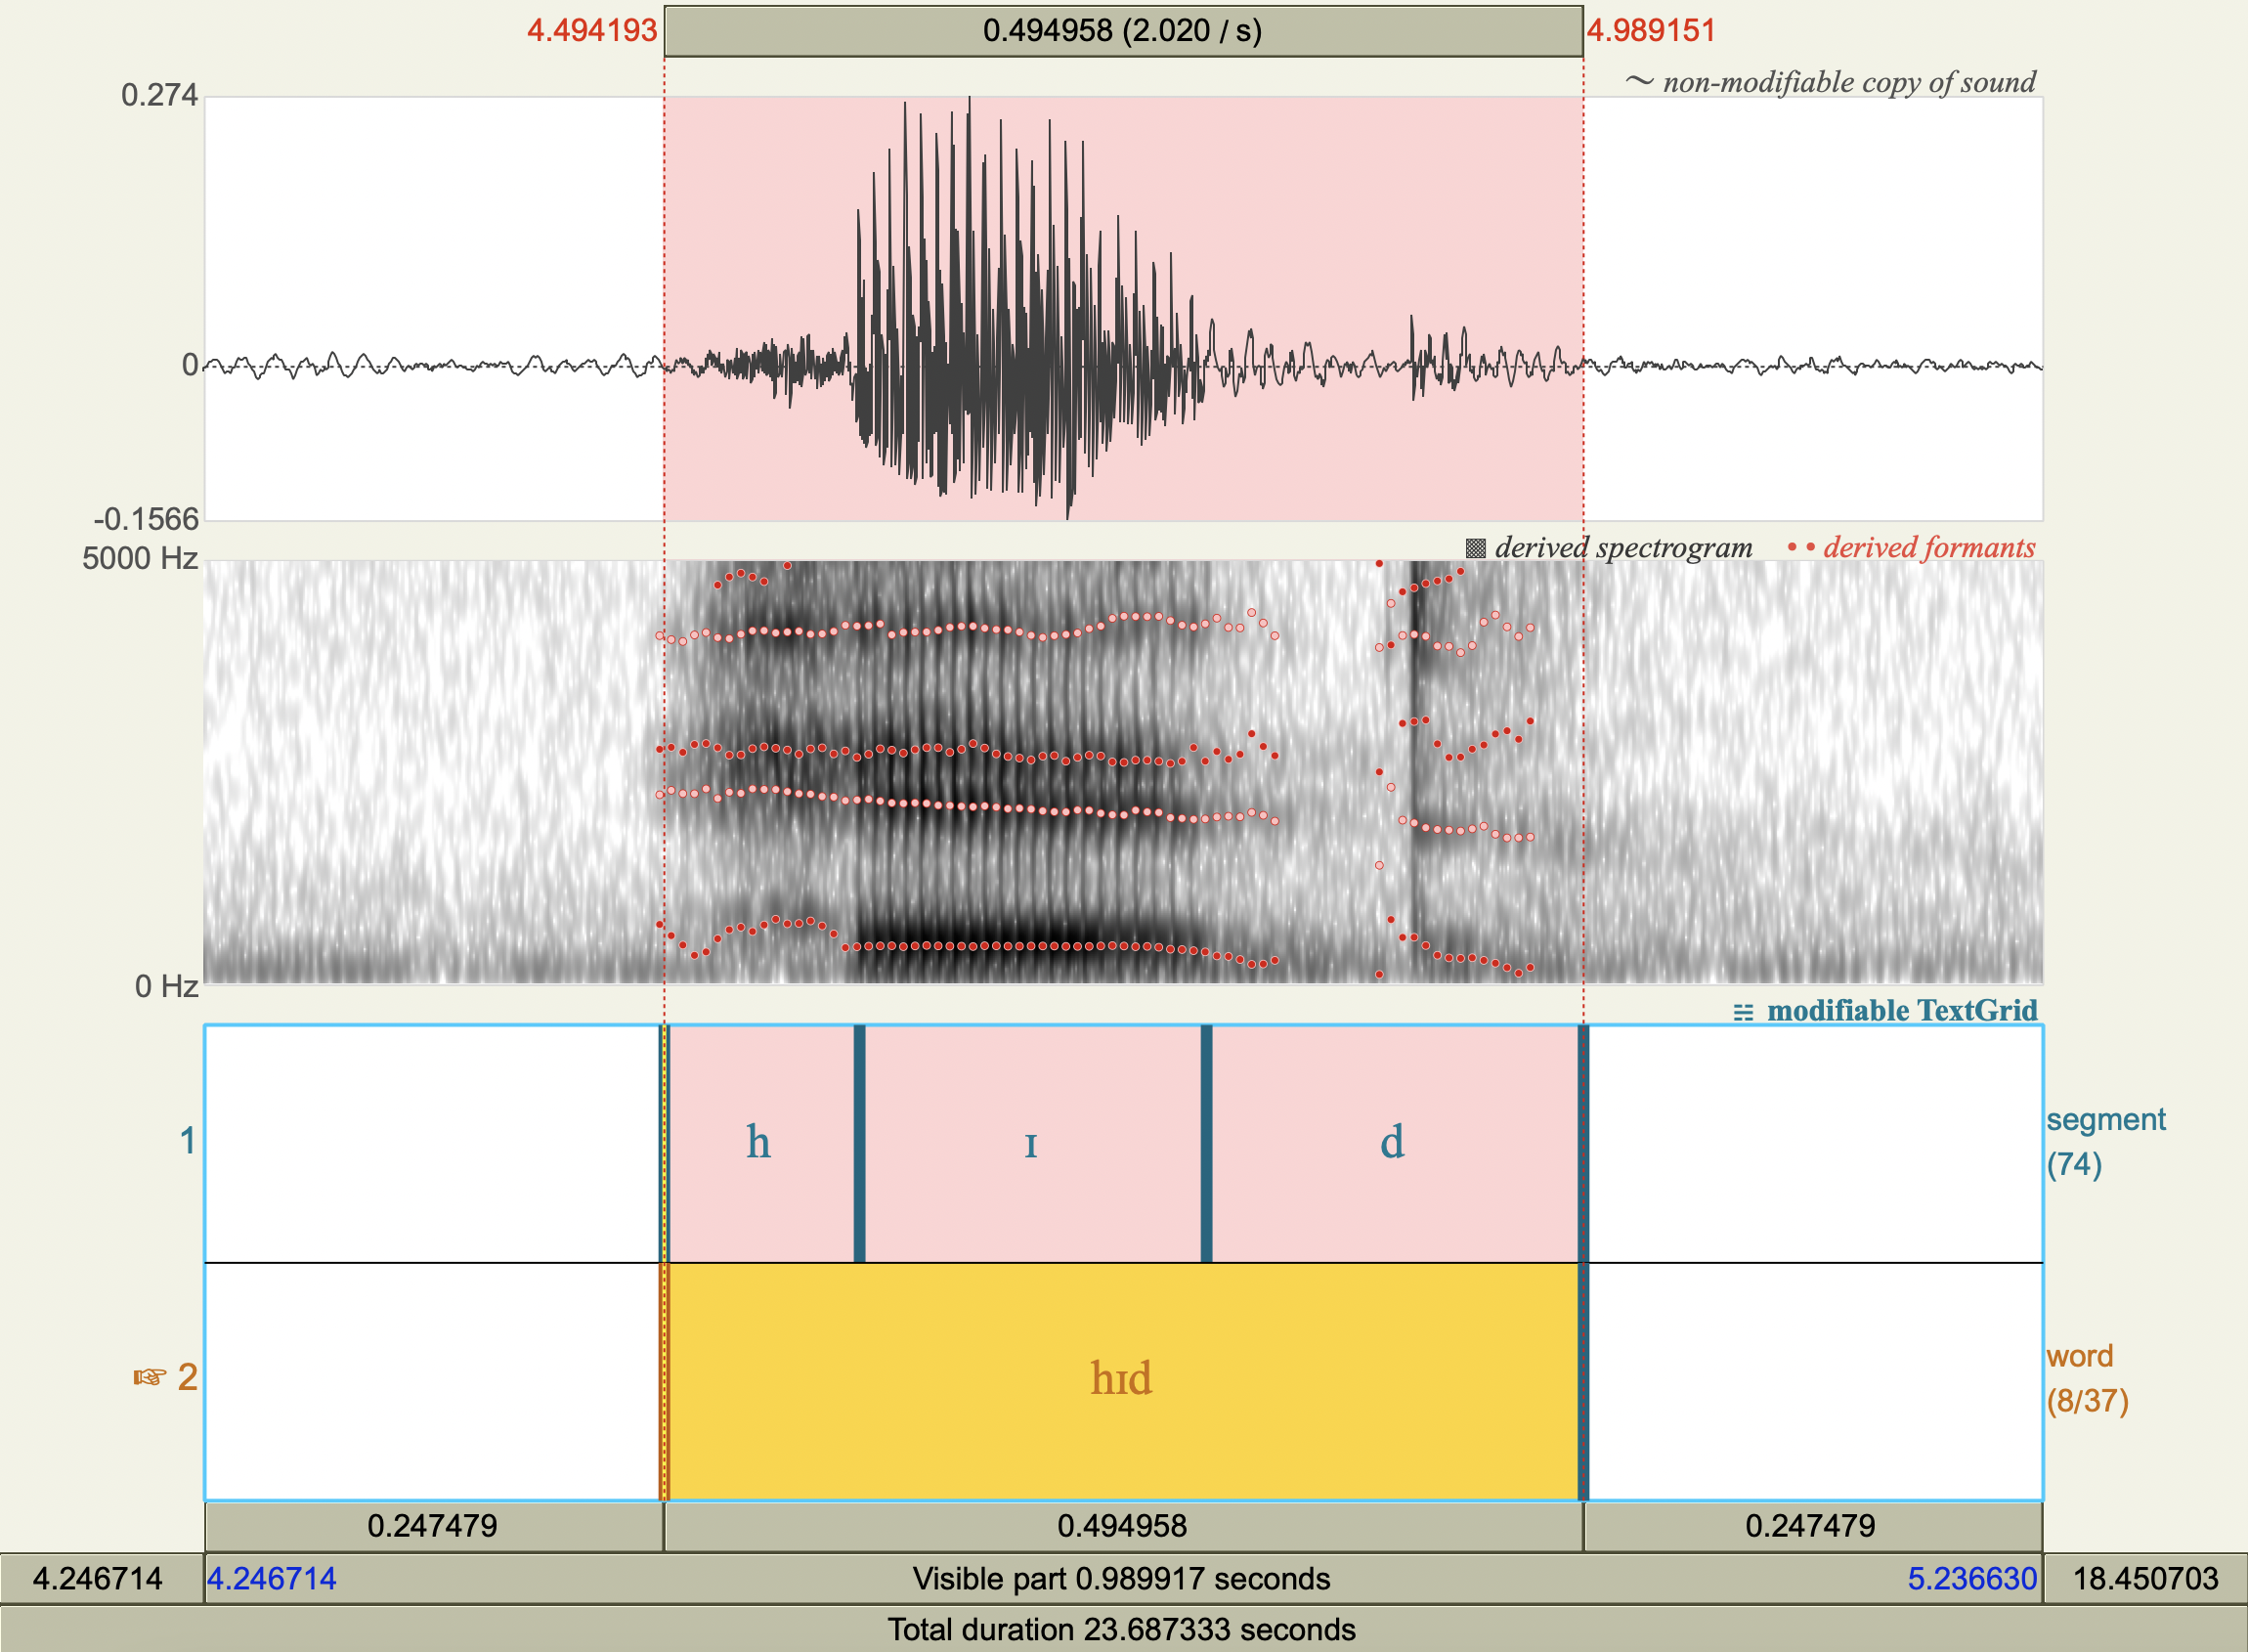 4.494193 0.494958 (2.020 / s) 4.989151
0.274 ~ non-modifiable copy of sound
0
-0.1566
5000 Hz derived spectrogram •• derived formants
0 Hz
modifiable TextGrid
1 h ɪ d segment
(74)
☞ 2 hɪd word
(8/37)
0.247479 0.494958 0.247479
4.246714 4.246714 Visible part 0.989917 seconds 5.236630 18.450703
Total duration 23.687333 seconds